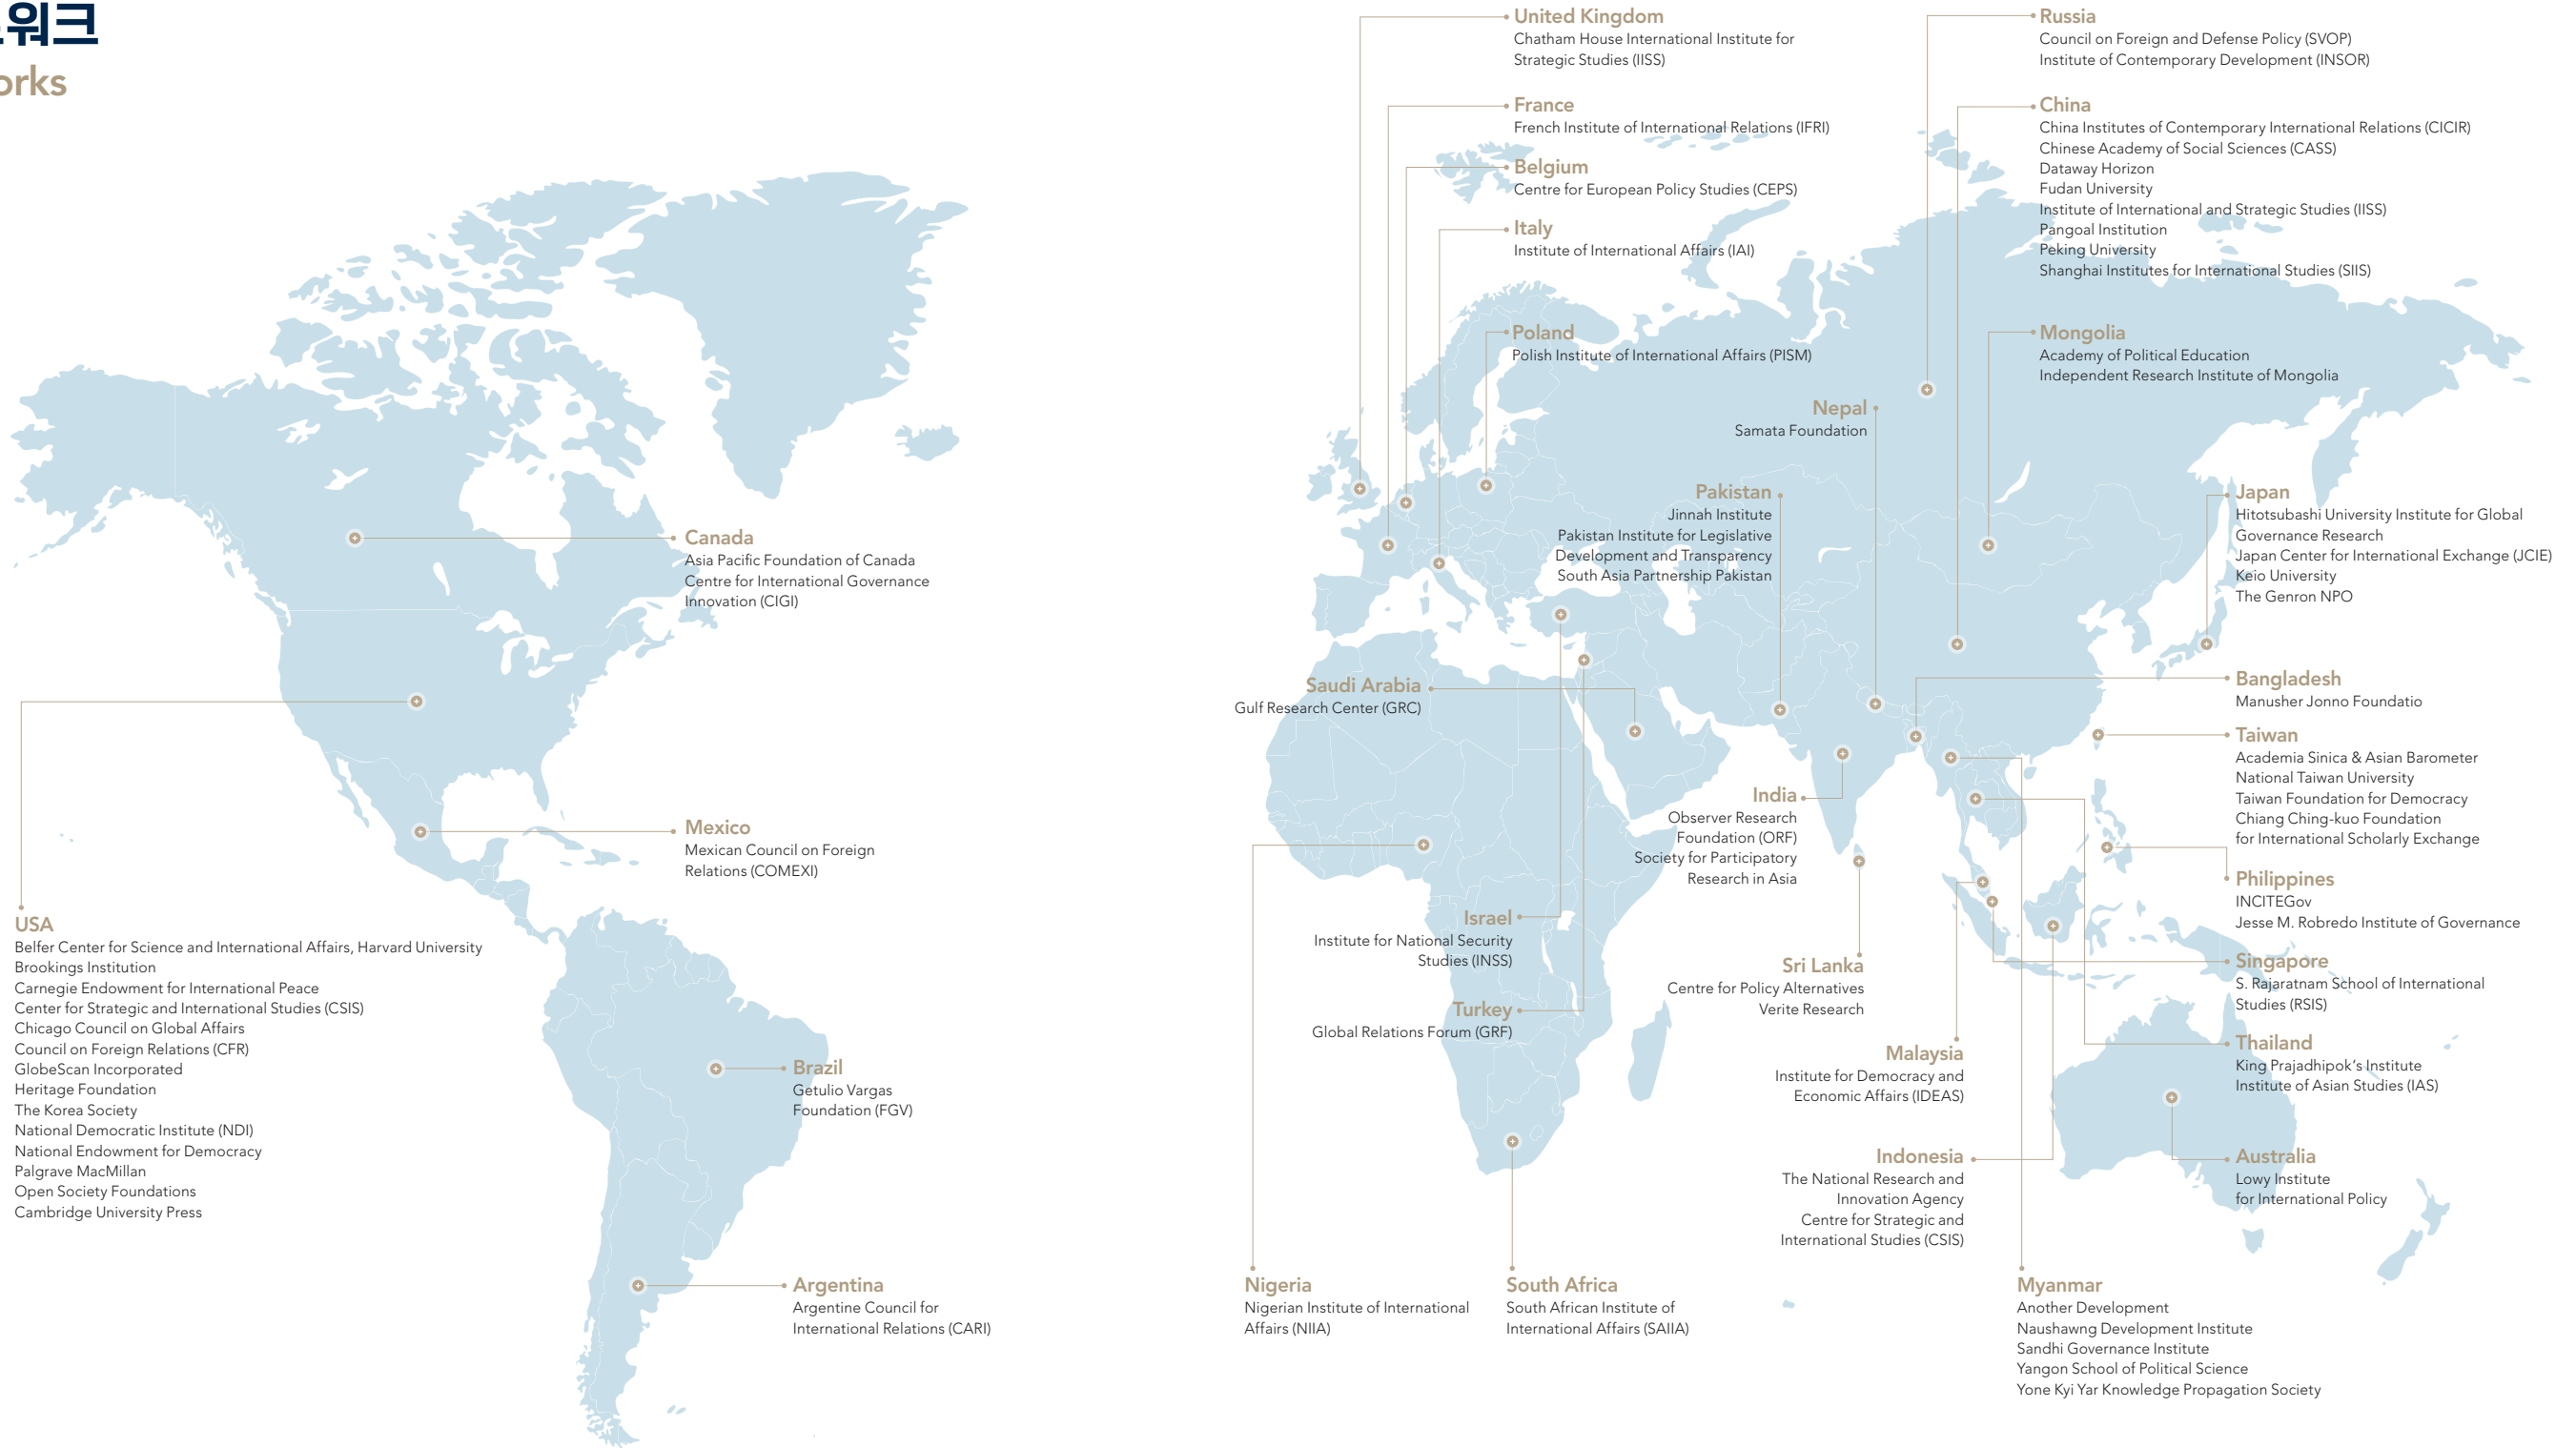 워크
orks
Canada
Asia Pacific Foundation of Canada
Centre for International Governance
Innovation (CIGI)
Mexico
Mexican Council on Foreign
Relations (COMEXI)
USA
Belfer Center for Science and International Affairs, Harvard University
Brookings Institution
Carnegie Endowment for International Peace
Center for Strategic and International Studies (CSIS)
Chicago Council on Global Affairs
Council on Foreign Relations (CFR)
GlobeScan Incorporated
Heritage Foundation
The Korea Society
National Democratic Institute (NDI)
National Endowment for Democracy
Palgrave MacMillan
Open Society Foundations
Cambridge University Press
Brazil
Getulio Vargas
Foundation (FGV)
Argentina
Argentine Council for
International Relations (CARI)
United Kingdom
Chatham House International Institute for
Strategic Studies (IISS)
France
French Institute of International Relations (IFRI)
Belgium
Centre for European Policy Studies (CEPS)
Italy
Institute of International Affairs (IAI)
Poland
Polish Institute of International Affairs (PISM)
Nepal
Samata Foundation
Pakistan
Jinnah Institute
Pakistan Institute for Legislative
Development and Transparency
South Asia Partnership Pakistan
Saudi Arabia
Gulf Research Center (GRC)
India
Observer Research
Foundation (ORF)
Society for Participatory
Research in Asia
Israel
Institute for National Security
Studies (INSS)
Turkey
Global Relations Forum (GRF)
Sri Lanka
Centre for Policy Alternatives
Verite Research
Malaysia
Institute for Democracy and
Economic Affairs (IDEAS)
Indonesia
The National Research and
Innovation Agency
Centre for Strategic and
International Studies (CSIS)
Nigeria
Nigerian Institute of International
Affairs (NIIA)
South Africa
South African Institute of
International Affairs (SAIIA)
Russia
Council on Foreign and Defense Policy (SVOP)
Institute of Contemporary Development (INSOR)
China
China Institutes of Contemporary International Relations (CICIR)
Chinese Academy of Social Sciences (CASS)
Dataway Horizon
Fudan University
Institute of International and Strategic Studies (IISS)
Pangoal Institution
Peking University
Shanghai Institutes for International Studies (SIIS)
Mongolia
Academy of Political Education
Independent Research Institute of Mongolia
Japan
Hitotsubashi University Institute for Global
Governance Research
Japan Center for International Exchange (JCIE)
Keio University
The Genron NPO
Bangladesh
Manusher Jonno Foundatio
Taiwan
Academia Sinica & Asian Barometer
National Taiwan University
Taiwan Foundation for Democracy
Chiang Ching-kuo Foundation
for International Scholarly Exchange
Philippines
INCITEGov
Jesse M. Robredo Institute of Governance
Singapore
S. Rajaratnam School of International
Studies (RSIS)
Thailand
King Prajadhipok’s Institute
Institute of Asian Studies (IAS)
Australia
Lowy Institute
for International Policy
Myanmar
Another Development
Naushawng Development Institute
Sandhi Governance Institute
Yangon School of Political Science
Yone Kyi Yar Knowledge Propagation Society